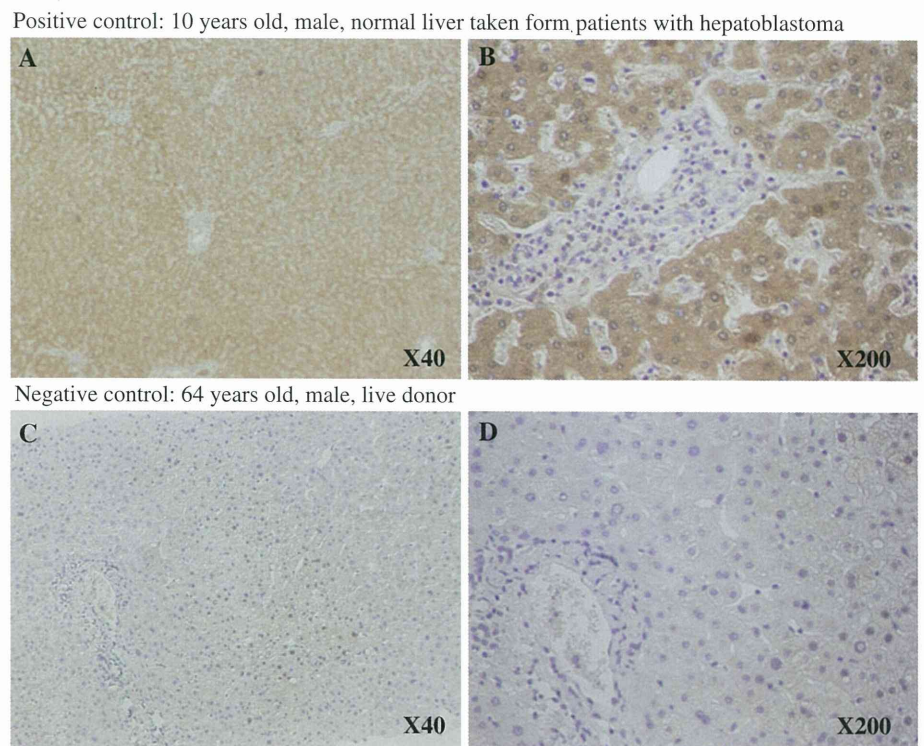 Positive control: 10 years old, male, normal liver taken form patients with hepatoblastoma
A
B
X40
X200
Negative control: 64 years old, male, live donor
C
D
X40
X200